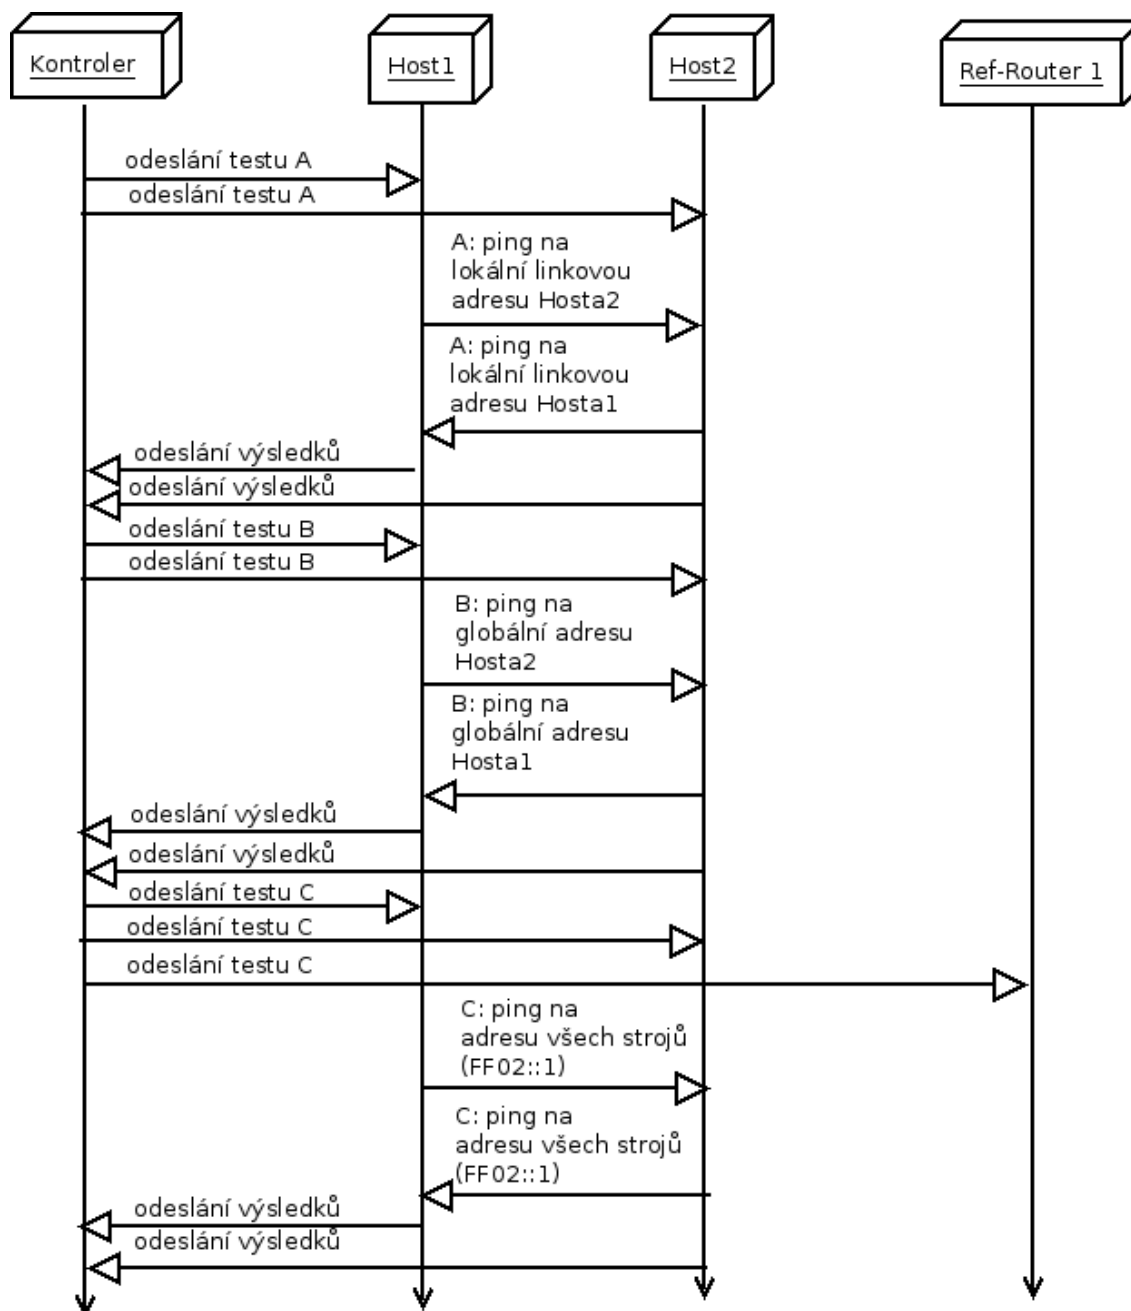 Kontroler
Host1
Host2
Ref-Router 1
odeslání testu A
odeslání testu A
A: ping na
lokální linkovou
adresu Hosta2
A: ping na
lokální linkovou
adresu Hosta1
odeslání výsledků
odeslání výsledků
odeslání testu B
odeslání testu B
B: ping na
globální adresu
Hosta2
B: ping na
globální adresu
Hosta1
odeslání výsledků
odeslání výsledků
odeslání testu C
odeslání testu C
odeslání testu C
C: ping na
adresu všech strojů
(FF02::1)
C: ping na
adresu všech strojů
(FF02::1)
odeslání výsledků
odeslání výsledků